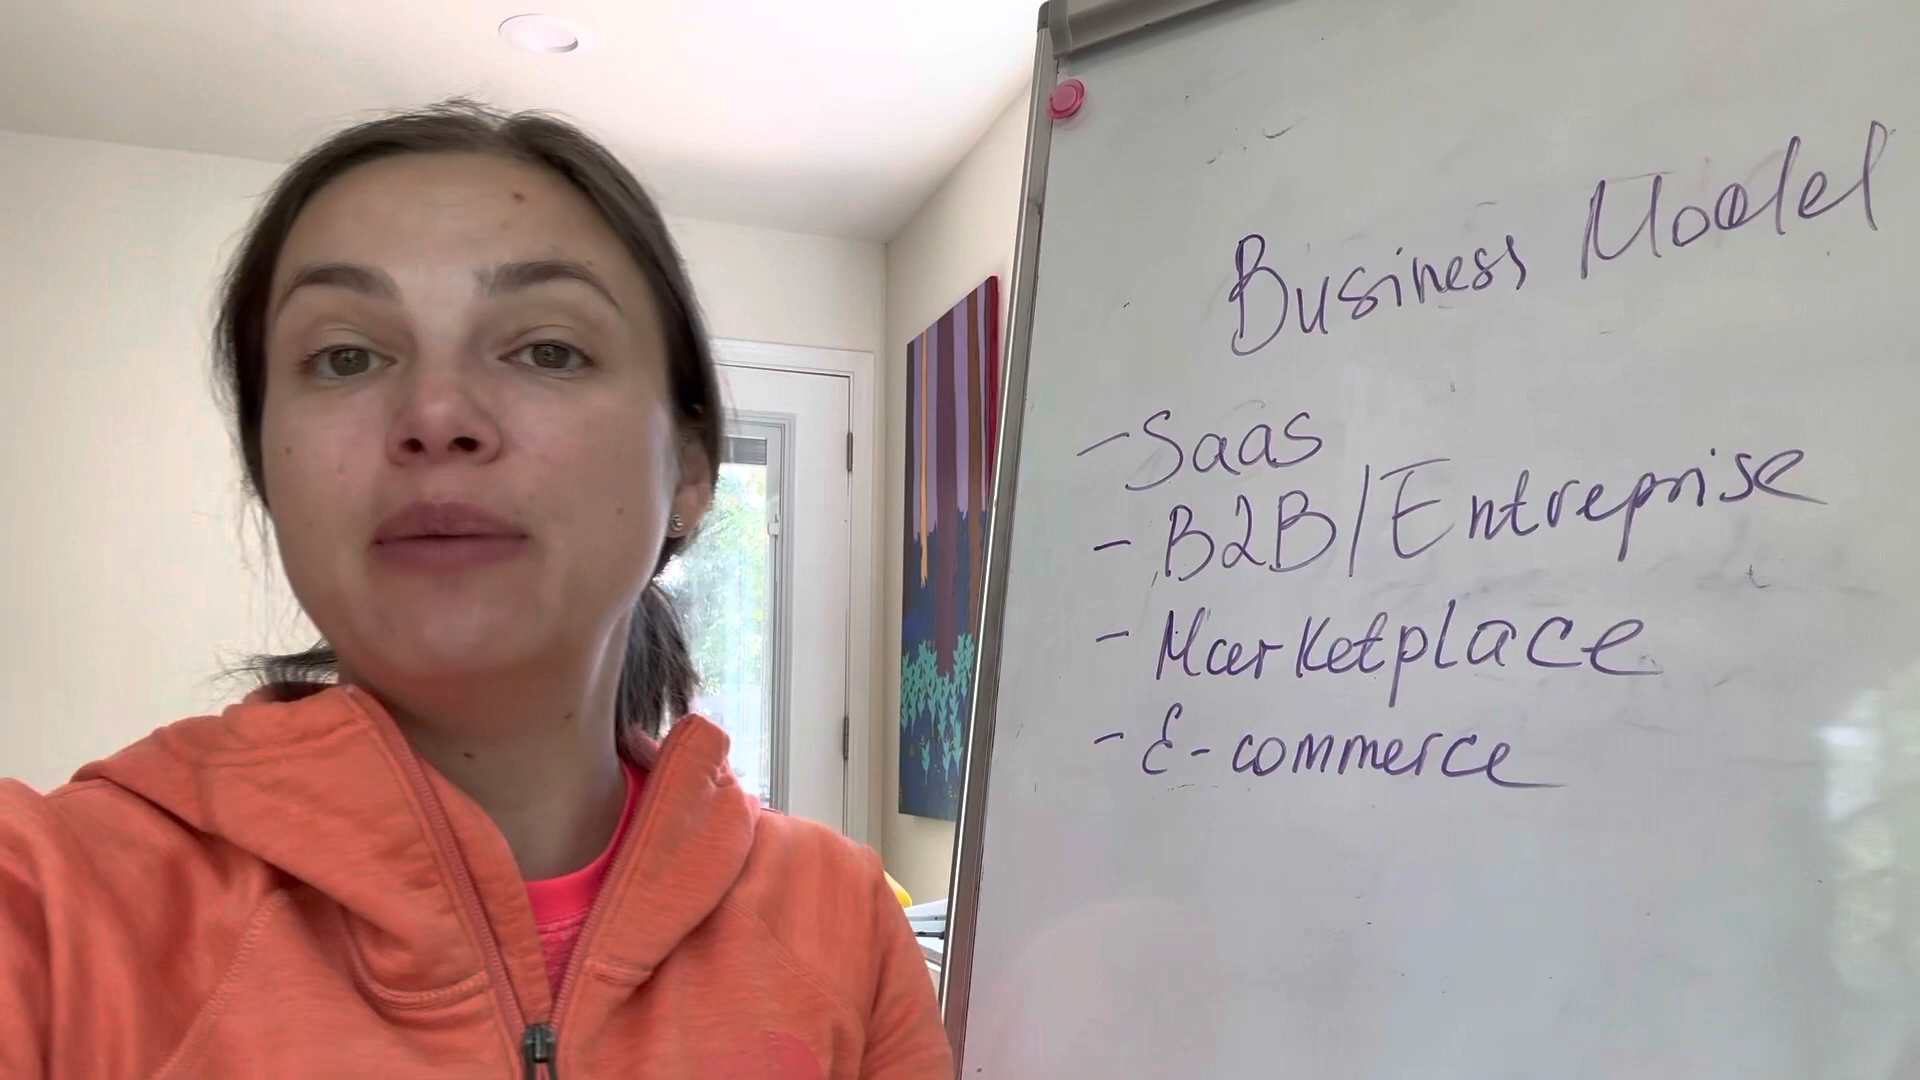 Business Model
- Saas
- B2B/Entreprise
- Marketplace
- E-commerce